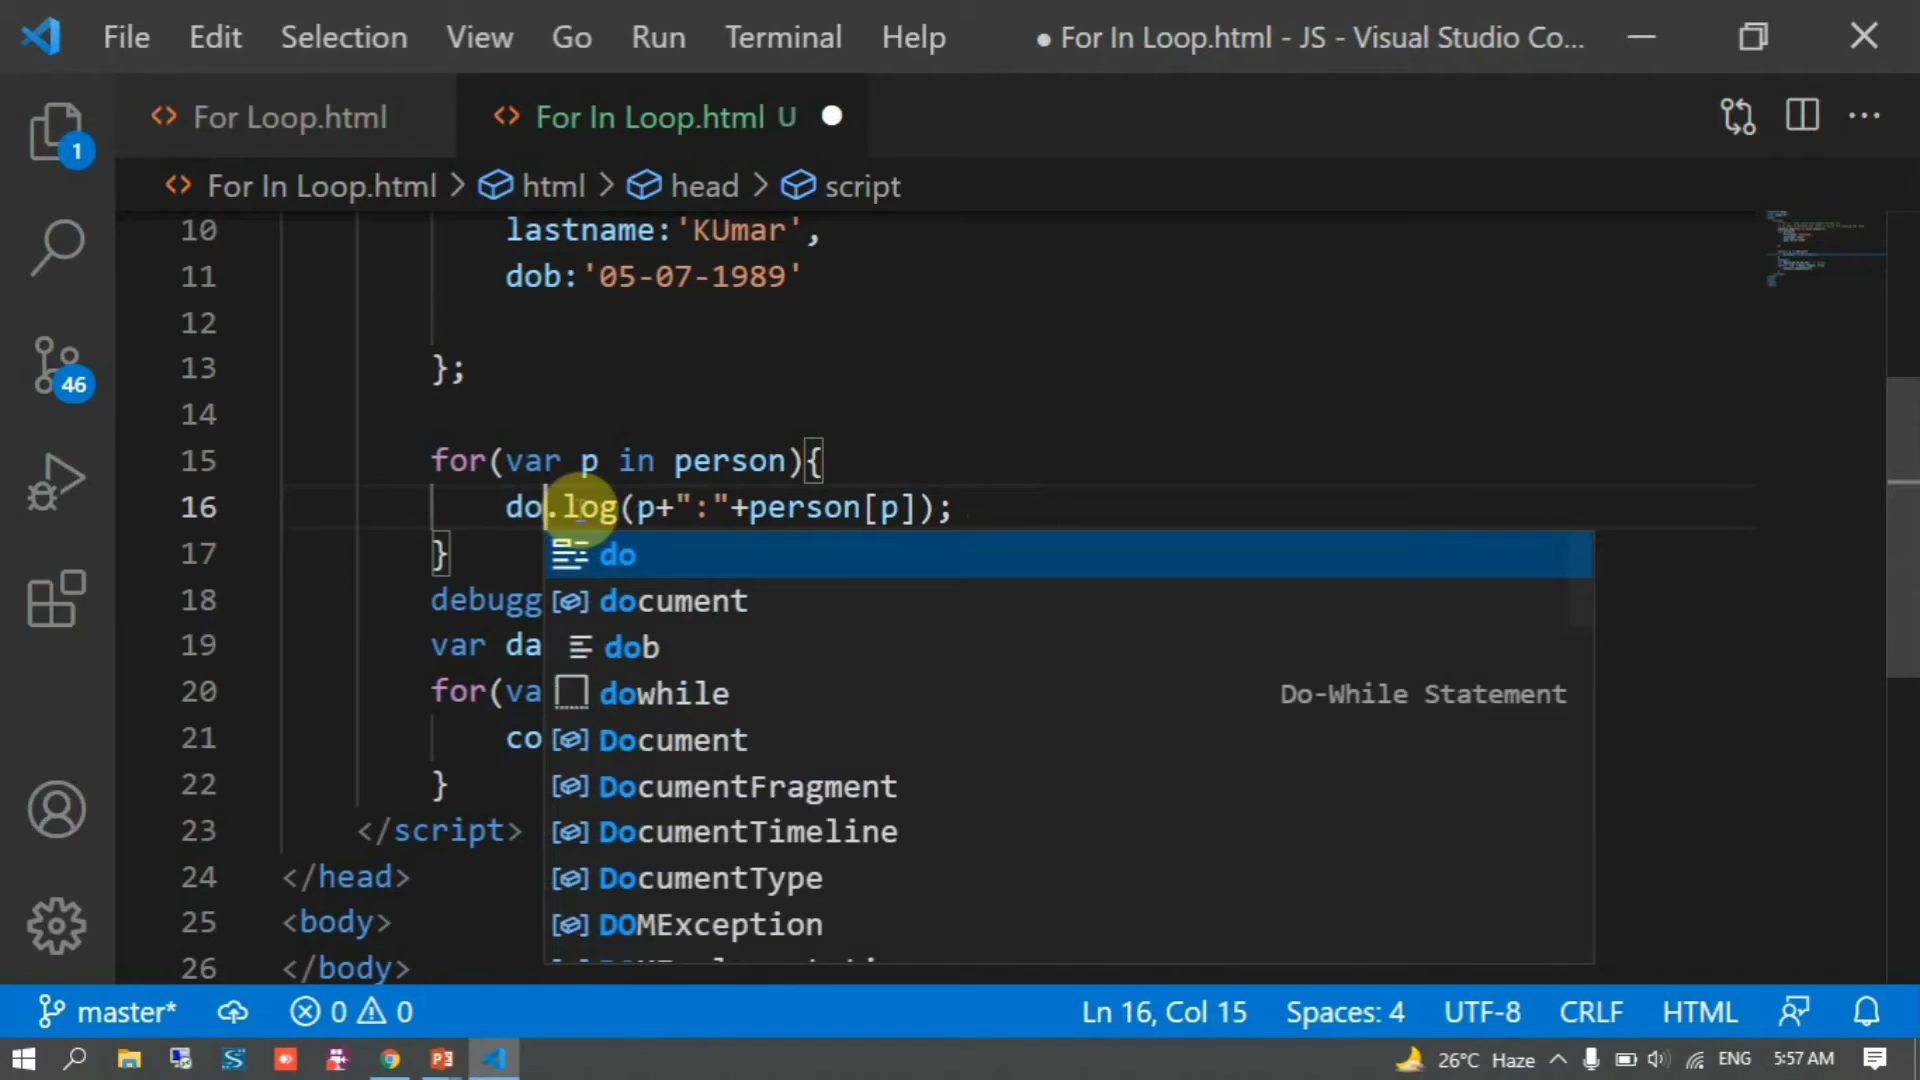 File Edit Selection View Go Run Terminal Help ● For In Loop.html - JS - Visual Studio Co...
For Loop.html For In Loop.html U
For In Loop.html > html > head > script
1
46
10 lastname:'KUmar',
11 dob:'05-07-1989'
12
13 };
14
15 for(var p in person){
16 do.log(p+":"+person[p]);
17 }
do
18 debugg
document
19 var da
dob
20 for(va
dowhile Do-While Statement
21 co
Document
22 }
DocumentFragment
23 </script>
DocumentTimeline
24 </head>
DocumentType
25 <body>
DOMException
26 </body>
master* 0 0 Ln 16, Col 15 Spaces: 4 UTF-8 CRLF HTML
26°C Haze ENG 5:57 AM